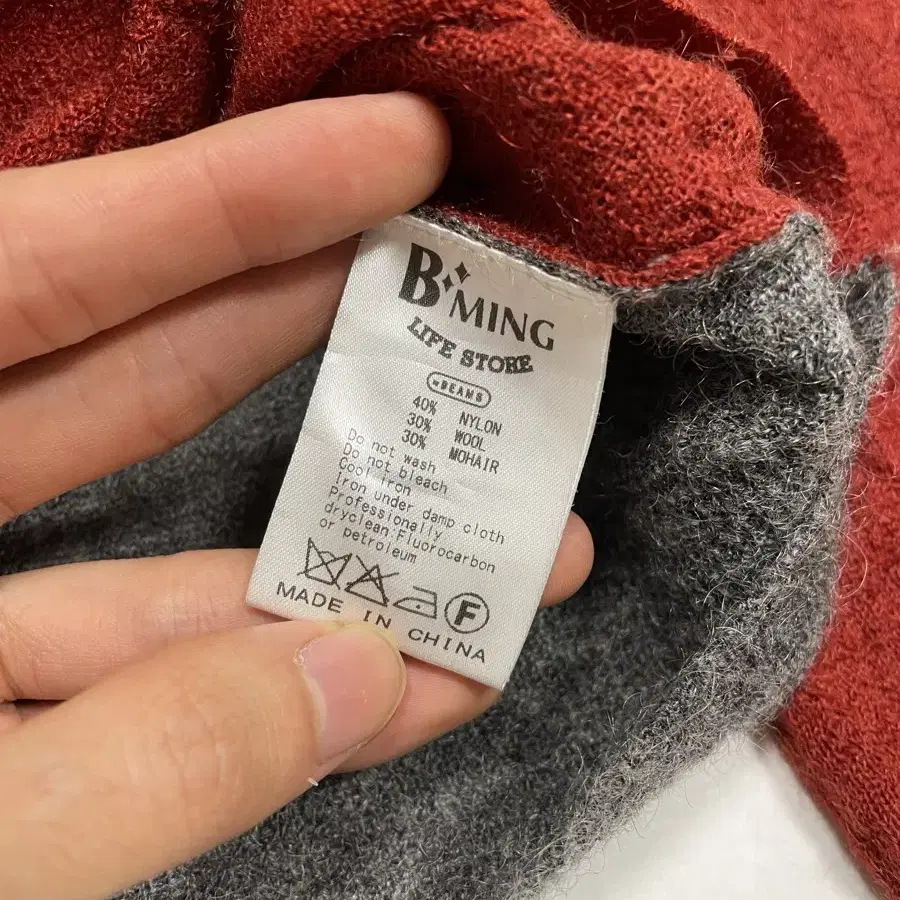 B MING
LIFE STORE
BEAMS
40% NYLON
30% WOOL
30% MOHAIR
Do not wash
Do not bleach
Cool iron
Iron under damp cloth
Professionally
dryclean:Fluorocarbon
or petroleum
F
MADE IN CHINA